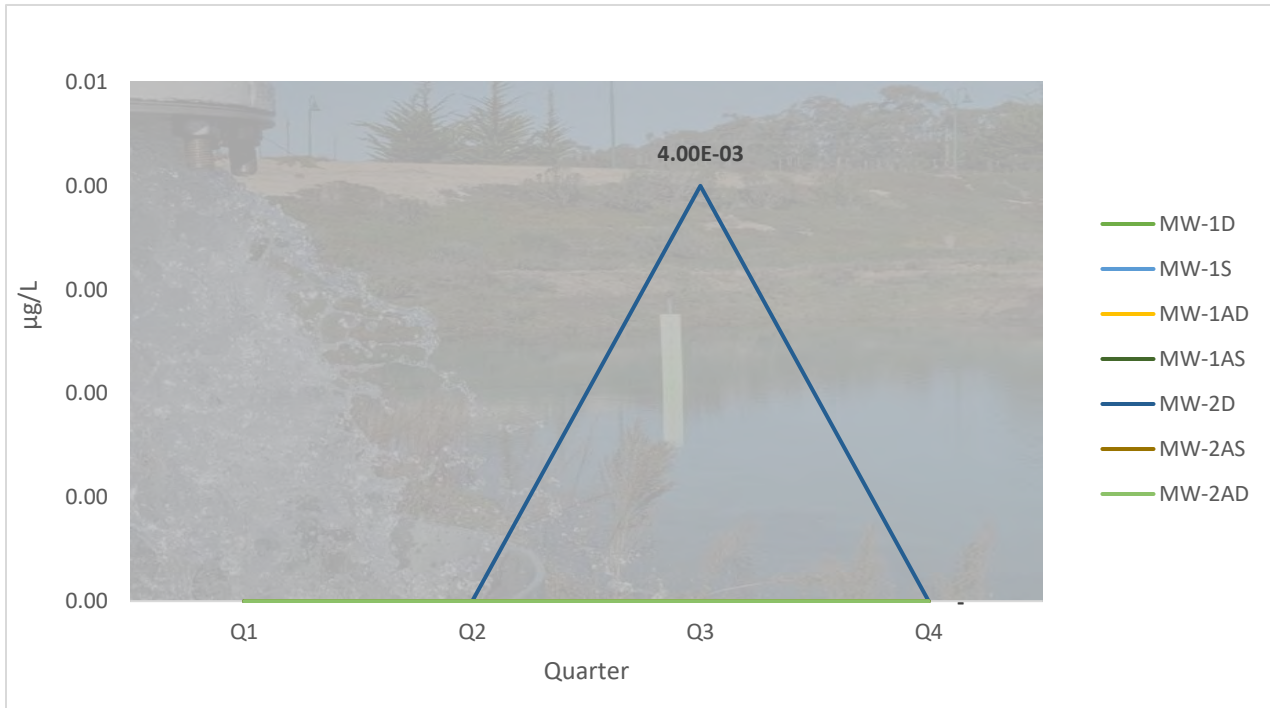 0.01
0.00
0.00
0.00
0.00
0.00
µg/L
4.00E-03
-
Q1 Q2 Q3 Q4
Quarter
MW-1D
MW-1S
MW-1AD
MW-1AS
MW-2D
MW-2AS
MW-2AD